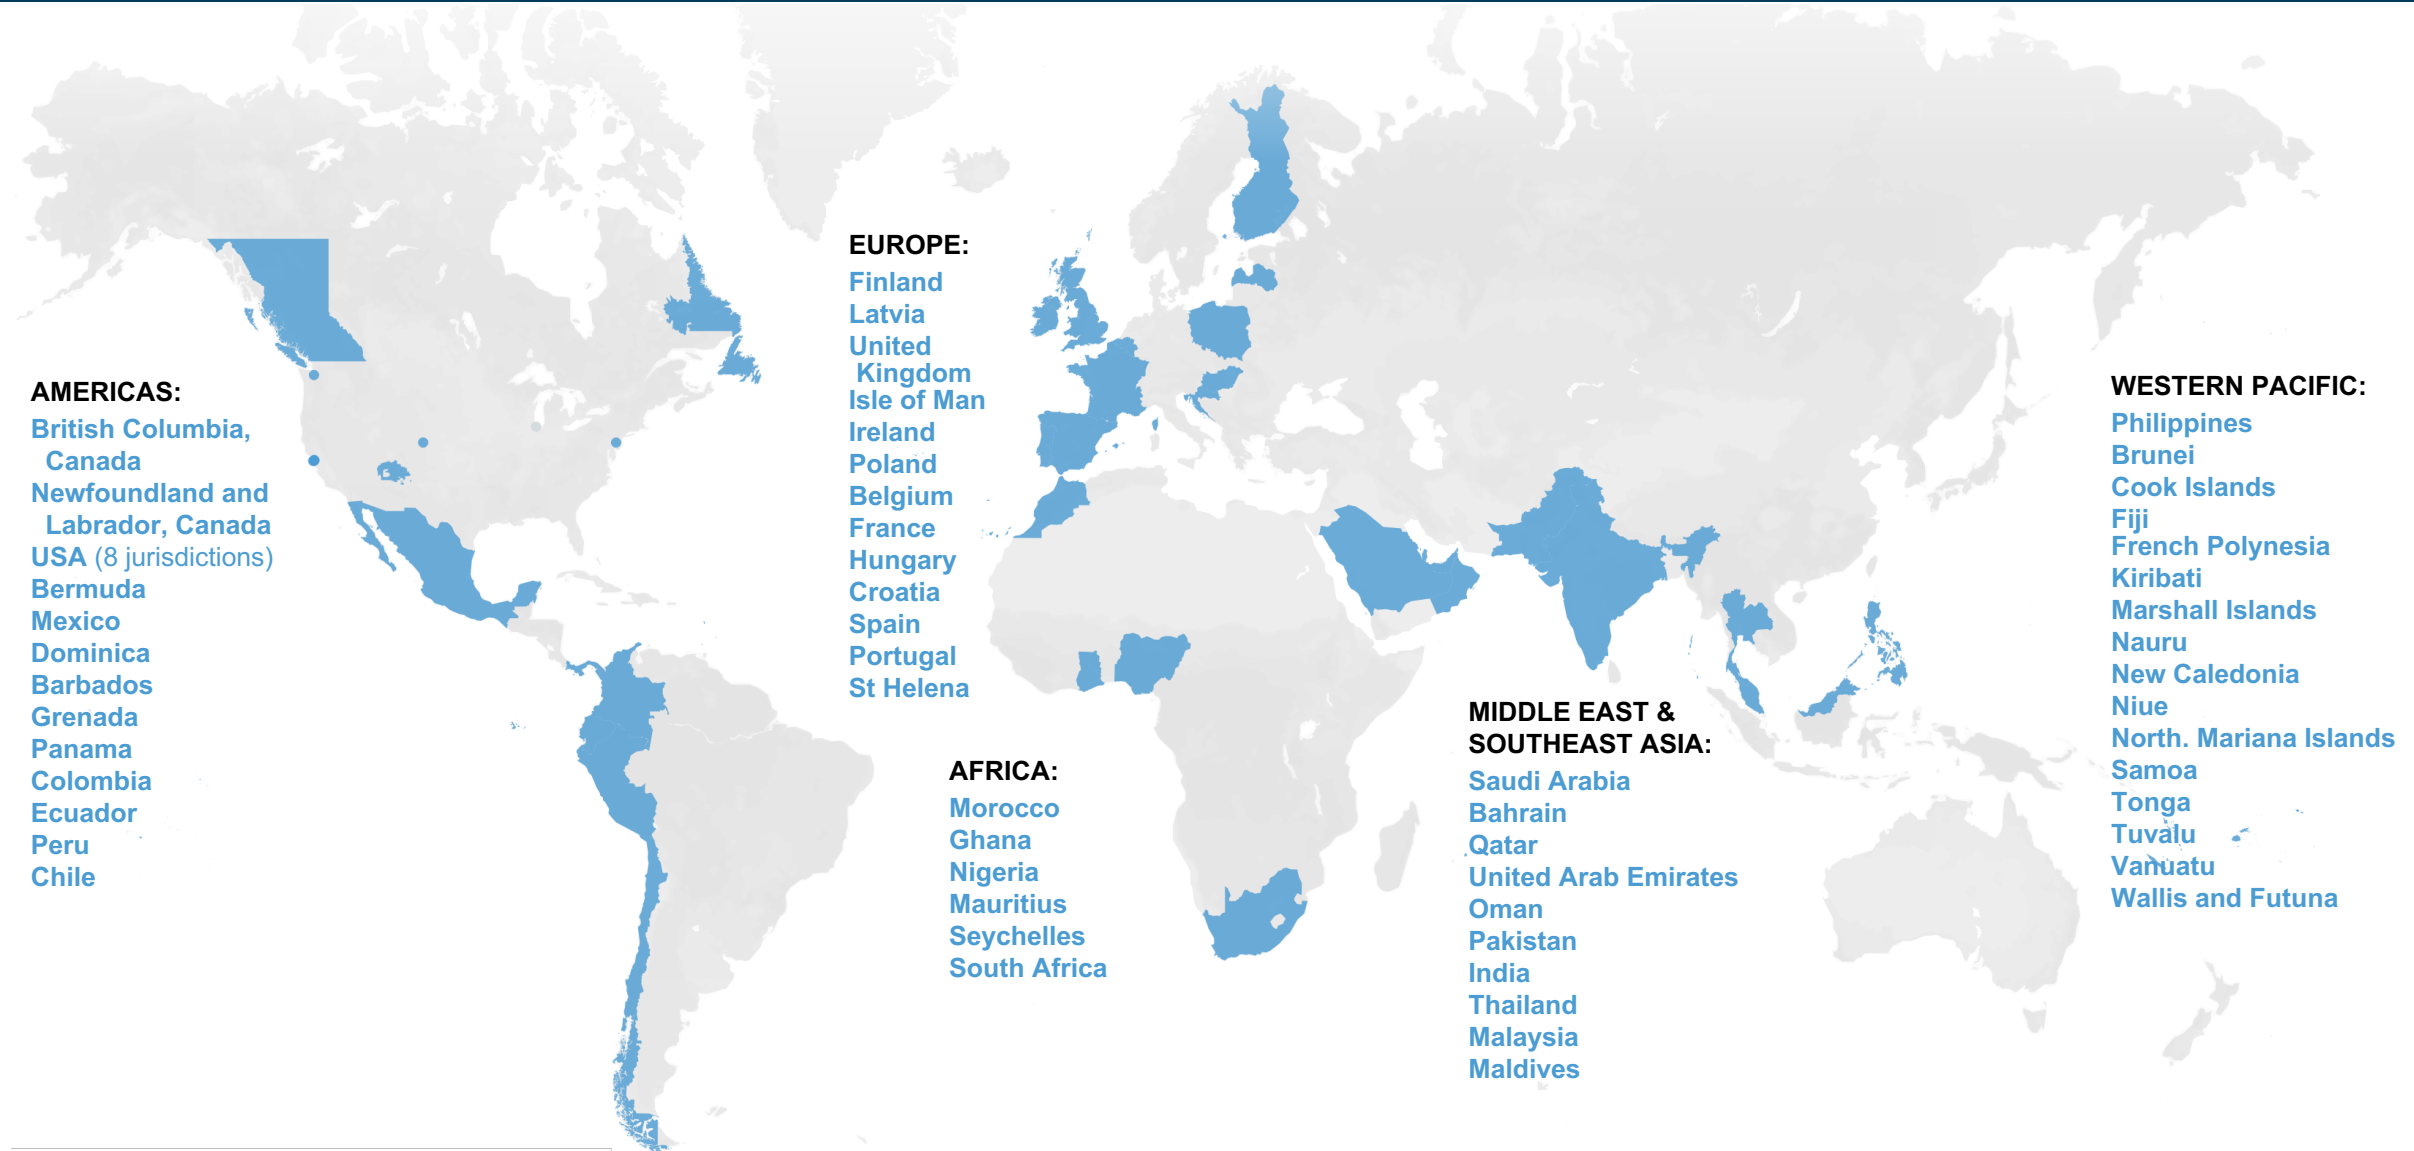 AMERICAS:
British Columbia,
Canada
Newfoundland and
Labrador, Canada
USA (8 jurisdictions)
Bermuda
Mexico
Dominica
Barbados
Grenada
Panama
Colombia
Ecuador
Peru
Chile
EUROPE:
Finland
Latvia
United
Kingdom
Isle of Man
Ireland
Poland
Belgium
France
Hungary
Croatia
Spain
Portugal
St Helena
AFRICA:
Morocco
Ghana
Nigeria
Mauritius
Seychelles
South Africa
MIDDLE EAST &
SOUTHEAST ASIA:
Saudi Arabia
Bahrain
Qatar
United Arab Emirates
Oman
Pakistan
India
Thailand
Malaysia
Maldives
WESTERN PACIFIC:
Philippines
Brunei
Cook Islands
Fiji
French Polynesia
Kiribati
Marshall Islands
Nauru
New Caledonia
Niue
North. Mariana Islands
Samoa
Tonga
Tuvalu
Vanuatu
Wallis and Futuna